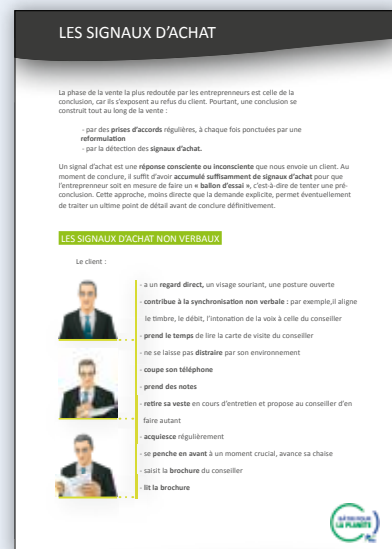 LES SIGNAUX D'ACHAT
La phase de la vente la plus redoutée par les entrepreneurs est celle de la
conclusion, car ils s'exposent au refus du client. Pourtant, une conclusion se
construit tout au long de la vente :
- par des prises d'accords régulières, à chaque fois ponctuées par une
reformulation
- par la détection des signaux d'achat.
Un signal d'achat est une réponse consciente ou inconsciente que nous envoie un client. Au
moment de conclure, il suffit d'avoir accumulé suffisamment de signaux d'achat pour que
l'entrepreneur soit en mesure de faire un « ballon d'essai », c'est-à-dire de tenter une pré-
conclusion. Cette approche, moins directe que la demande explicite, permet éventuellement
de traiter un ultime point de détail avant de conclure définitivement.
LES SIGNAUX D'ACHAT NON VERBAUX
Le client :
- a un regard direct, un visage souriant, une posture ouverte
- contribue à la synchronisation non verbale : par exemple,il aligne
le timbre, le débit, l'intonation de la voix à celle du conseiller
- prend le temps de lire la carte de visite du conseiller
- ne se laisse pas distraire par son environnement
- coupe son téléphone
- prend des notes
- retire sa veste en cours d'entretien et propose au conseiller d'en
faire autant
- acquiesce régulièrement
- se penche en avant à un moment crucial, avance sa chaise
- saisit la brochure du conseiller
- lit la brochure
LA PLANETE